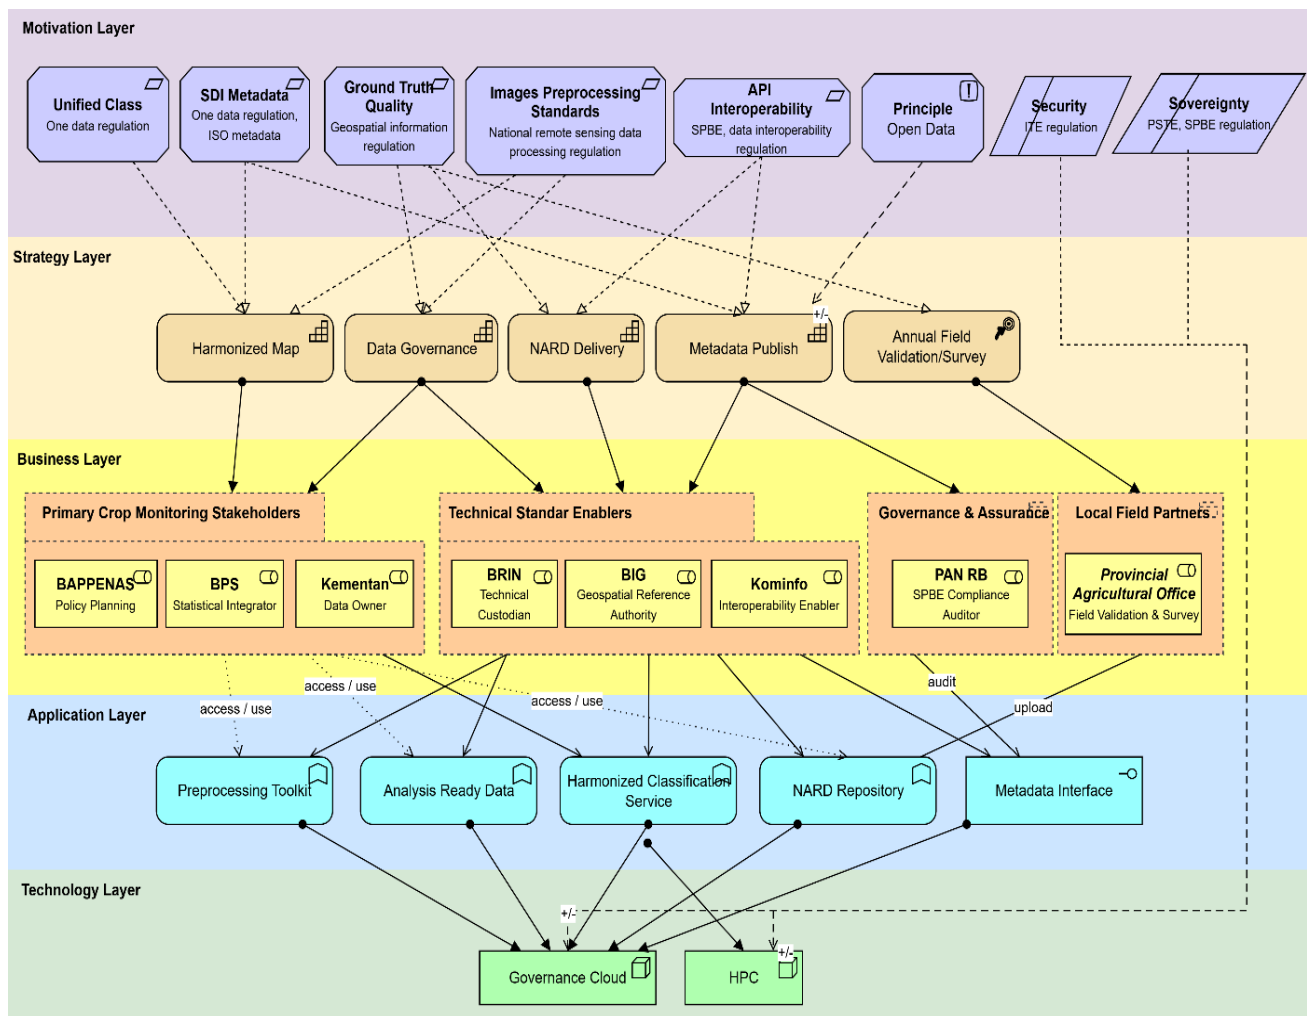 Motivation Layer
Unified Class
One data regulation
SDI Metadata
One data regulation,
ISO metadata
Ground Truth
Quality
Geospatial information
regulation
Images Preprocessing
Standards
National remote sensing data
processing regulation
API
Interoperability
SPBE, data interoperability
regulation
Principle
Open Data
Security
ITE regulation
Sovereignty
PSTE, SPBE regulation
Strategy Layer
Harmonized Map
Data Governance
NARD Delivery
+/-
Metadata Publish
Annual Field
Validation/Survey
Business Layer
Primary Crop Monitoring Stakeholders
BAPPENAS
Policy Planning
BPS
Statistical Integrator
Kementan
Data Owner
Technical Standar Enablers
BRIN
Technical
Custodian
BIG
Geospatial Reference
Authority
Kominfo
Interoperability Enabler
Governance & Assurance
PAN RB
SPBE Compliance
Auditor
Local Field Partners
Provincial
Agricultural Office
Field Validation & Survey
access / use
access / use
access / use
audit
upload
Application Layer
Preprocessing Toolkit
Analysis Ready Data
Harmonized Classification
Service
NARD Repository
Metadata Interface
Technology Layer
+/-
+/-
Governance Cloud
HPC